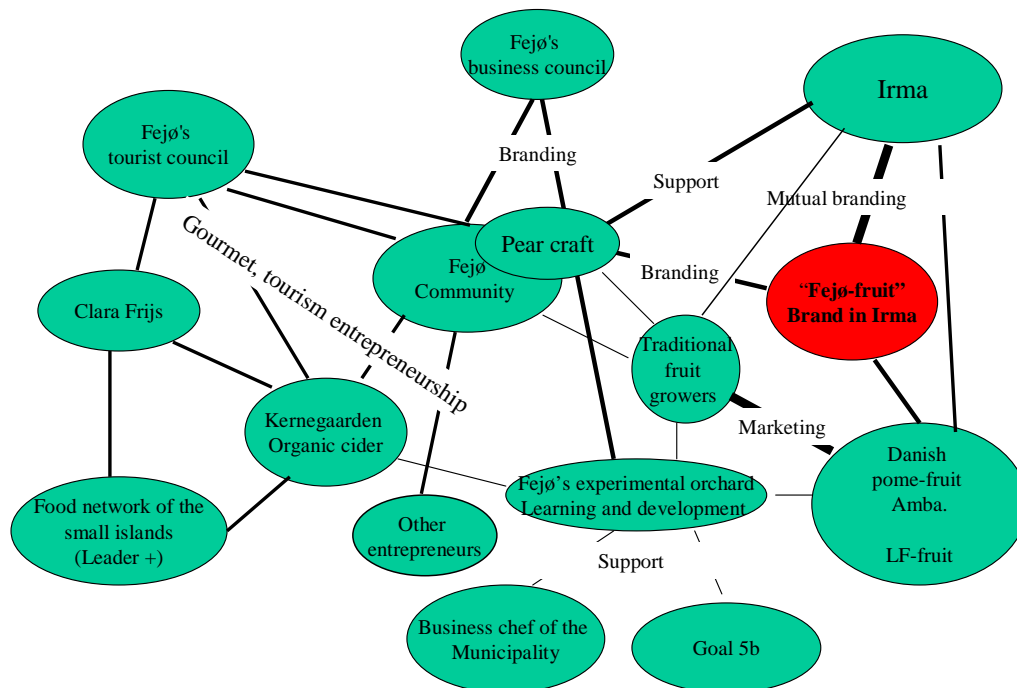 Fejø's
business council
Irma
Fejø's
tourist council
Branding
Support
Mutual branding
Gourmet, tourism entrepreneurship
Pear craft
Fejø
Community
Branding
“Fejø-fruit”
Brand in Irma
Clara Frijs
Traditional
fruit
growers
Kernegaarden
Organic cider
Marketing
Danish
pome-fruit
Amba.
LF-fruit
Fejø’s experimental orchard
Learning and development
Food network of the
small islands
(Leader +)
Other
entrepreneurs
Support
Business chef of the
Municipality
Goal 5b